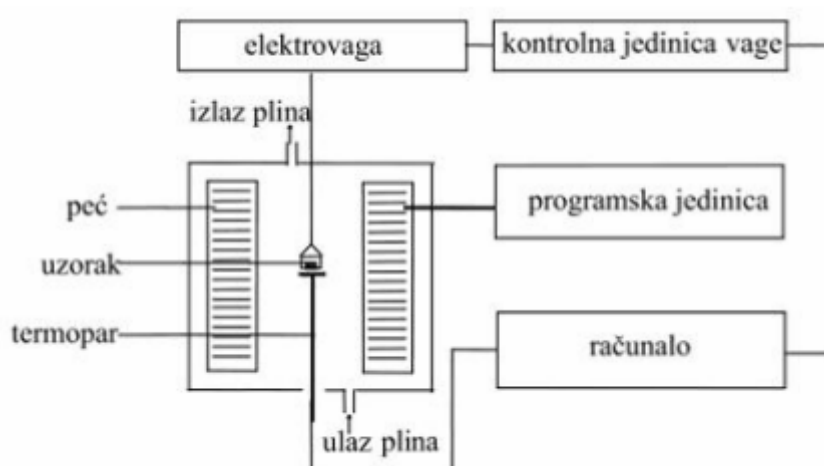 elektrovaga
kontrolna jedinica vage
izlaz plina
peć
programska jedinica
uzorak
termopar
računalo
ulaz plina